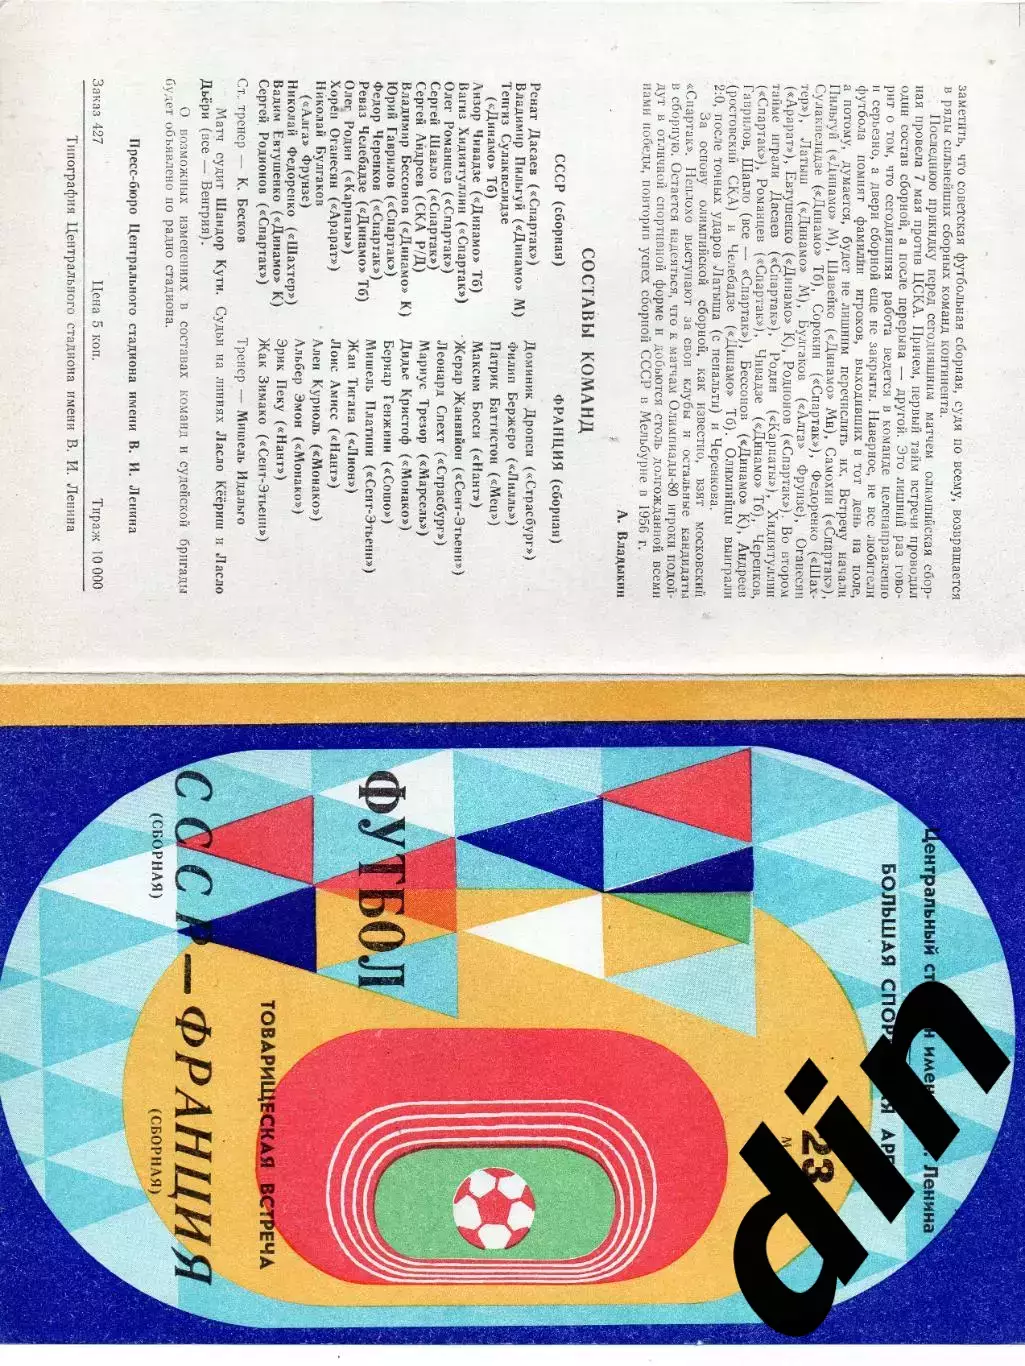 заметить, что советская футбольная сборная, судя по всему, возвращается
в ряды сильнейших сборных команд континента.
Последнюю прикидку перед сегодняшним матчем олимпийская сбор-
ная провела 7 мая против ЦСКА. Причем, первый тайм встречи проводил
один состав сборной, а после перерыва — другой. Это лишний раз гово-
рит о том, что сегодняшняя работа ведется в команде целенаправленно
и серьезно, а двери сборной еще не закрыты. Наверное, не все любители
футбола помнят фамилии игроков, выходивших в тот день на поле,
а потому, думается, будет не лишним перечислить их. Встречу начали
Пильгуй («Динамо» М), Шавейко («Динамо» Мн), Самохин («Спартак»),
Сулаквелидзе («Динамо» Тб), Сорокин («Спартак»), Федоренко («Шах-
тер»), Латыш («Динамо» М), Булгаков («Алга» Фрунзе), Оганесян
(«Арарат»), Евтушенко («Динамо» К), Родионов («Спартак»). Во втором
тайме играли Дасаев («Спартак»), Родин («Карпаты»), Хидиятуллин
(«Спартак»), Романцев («Спартак»), Чивадзе («Динамо» Тб), Черенков,
Гаврилов, Шавло (все — «Спартак»), Бессонов («Динамо» К), Андреев
(ростовский СКА) и Челебадзе («Динамо» Тб). Олимпийцы выиграли
2:0, после точных ударов Латыша (с пенальти) и Черенкова.
За основу олимпийской сборной, как известно, взят московский
«Спартак». Неплохо выступают за свои клубы и остальные кандидаты
в сборную. Остается надеяться, что к матчам Олимпиады-80 игроки подой-
дут в отличной спортивной форме и добьются столь долгожданной всеми
нами победы, повторив успех сборной СССР в Мельбурне в 1956 г.
А. Владыкин
СОСТАВЫ КОМАНД
СССР (сборная)
Ренат Дасаев («Спартак»)
Владимир Пильгуй («Динамо» М)
Тенгиз Сулаквелидзе
(«Динамо» Тб)
Ализор Чивадзе («Динамо» Тб)
Вагиз Хидиятуллин («Спартак»)
Олег Романцев («Спартак»)
Сергей Шавло («Спартак»)
Сергей Андреев (СКА Р/Д)
Владимир Бессонов («Динамо» К)
Юрий Гаврилов («Спартак»)
Федор Черенков («Спартак»)
Реваз Челебадзе («Динамо» Тб)
Олег Родин («Карпаты»)
Хорен Оганесян («Арарат»)
Николай Булгаков
(«Алга» Фрунзе)
Николай Федоренко («Шахтер»)
Вадим Евтушенко («Динамо» К)
Сергей Родионов («Спартак»)
Ст. тренер — К. Бесков
ФРАНЦИЯ (сборная)
Доминик Дропси («Страсбург»)
Филип Бержеро («Лилль»)
Патрик Баттистон («Мец»)
Максим Босси («Нант»)
Жерар Жанвийон («Сент-Этьенн»)
Леонард Спехт («Страсбург»)
Мариус Трезор («Марсель»)
Дидье Кристоф («Монако»)
Бернар Генжини («Сошо»)
Мишель Платини («Сент-Этьенн»)
Жан Тигана («Лион»)
Лоис Амисс («Нант»)
Ален Куриоль («Монако»)
Альбер Эмон («Монако»)
Эрик Пеку («Нант»)
Жак Зимако («Сент-Этьенн»)
Тренер — Мишель Идальго
Матч судит Шандор Кути. Судьи на линиях Ласло Кёвриш и Ласло
Дьёри (все — Венгрия).
О возможных изменениях в составах команд и судейской бригады
будет объявлено по радио стадиона.
Пресс-бюро Центрального стадиона имени В. И. Ленина
Заказ 427 Цена 5 коп. Тираж 10 000
Типография Центрального стадиона имени В. И. Ленина
Ленина
БОЛЬШАЯ
23
ФУТБОЛ
ТОВАРИЩЕСКАЯ ВСТРЕЧА
СССР—ФРАНЦИЯ
(СБОРНАЯ) (СБОРНАЯ)
din